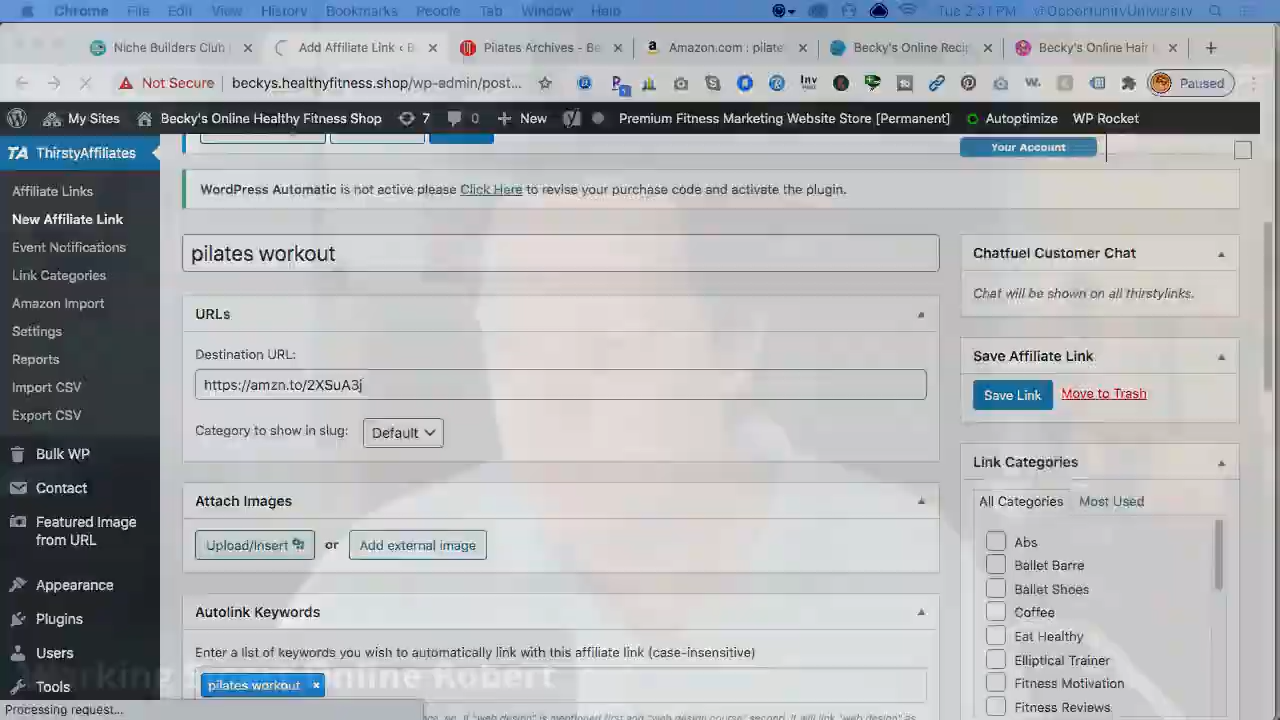 Chrome File Edit View History Bookmarks People Tab Window Help Tue 2:31 PM @OpportunityUniversity
Niche Builders Club Add Affiliate Link ‹ B Pilates Archives - Be Amazon.com : pilate Becky's Online Recip Becky's Online Hair
Not Secure beckys.healthyfitness.shop/wp-admin/post... Paused
My Sites Becky's Online Healthy Fitness Shop 7 0 New Premium Fitness Marketing Website Store [Permanent] Autoptimize WP Rocket
ThirstyAffiliates
Affiliate Links
New Affiliate Link
Event Notifications
Link Categories
Amazon Import
Settings
Reports
Import CSV
Export CSV
Bulk WP
Contact
Featured Image
from URL
Appearance
Plugins
Users
Tools
Processing request...
Your Account
WordPress Automatic is not active please Click Here to revise your purchase code and activate the plugin.
pilates workout
URLs
Destination URL:
https://amzn.to/2XSuA3j
Category to show in slug: Default
Attach Images
Upload/Insert or Add external image
Autolink Keywords
Enter a list of keywords you wish to automatically link with this affiliate link (case-insensitive)
pilates workout ×
Chatfuel Customer Chat
Chat will be shown on all thirstylinks.
Save Affiliate Link
Save Link Move to Trash
Link Categories
All Categories Most Used
Abs
Ballet Barre
Ballet Shoes
Coffee
Eat Healthy
Elliptical Trainer
Fitness Motivation
Fitness Reviews